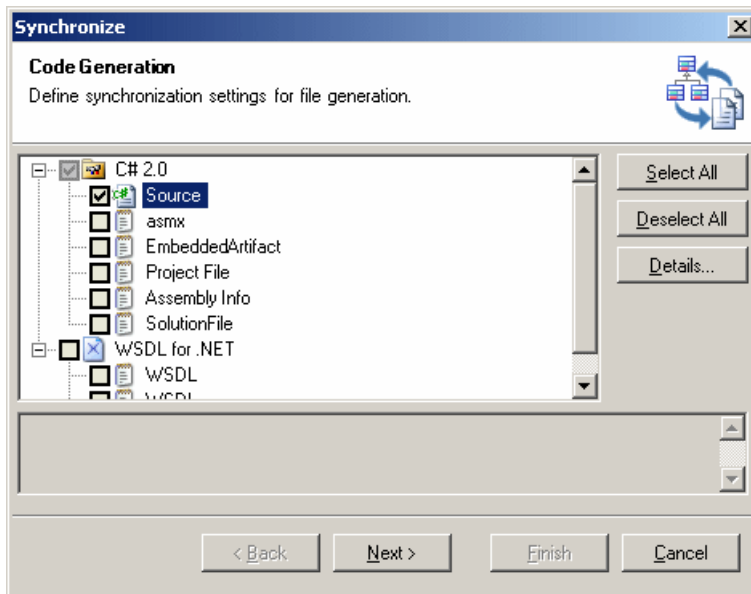 Synchronize
Code Generation
Define synchronization settings for file generation.
C# 2.0
Source
asmx
EmbeddedArtifact
Project File
Assembly Info
SolutionFile
WSDL for .NET
WSDL
WSDL
Select All
Deselect All
Details...
< Back
Next >
Finish
Cancel